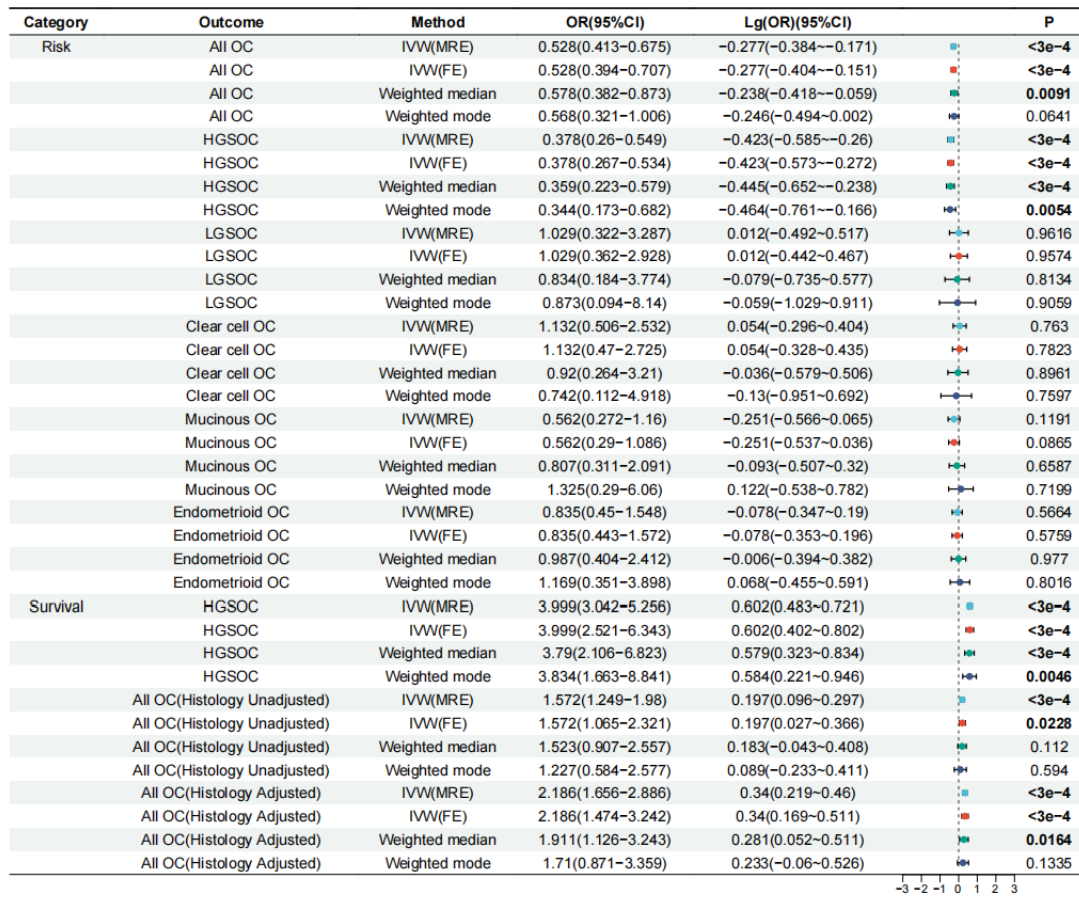 Category Outcome Method OR(95%CI) Lg(OR)(95%CI) P
Risk All OC IVW(MRE) 0.528(0.413−0.675) −0.277(−0.384~−0.171) <3e−4
All OC IVW(FE) 0.528(0.394−0.707) −0.277(−0.404~−0.151) <3e−4
All OC Weighted median 0.578(0.382−0.873) −0.238(−0.418~−0.059) 0.0091
All OC Weighted mode 0.568(0.321−1.006) −0.246(−0.494~0.002) 0.0641
HGSOC IVW(MRE) 0.378(0.26−0.549) −0.423(−0.585~−0.26) <3e−4
HGSOC IVW(FE) 0.378(0.267−0.534) −0.423(−0.573~−0.272) <3e−4
HGSOC Weighted median 0.359(0.223−0.579) −0.445(−0.652~−0.238) <3e−4
HGSOC Weighted mode 0.344(0.173−0.682) −0.464(−0.761~−0.166) 0.0054
LGSOC IVW(MRE) 1.029(0.322−3.287) 0.012(−0.492~0.517) 0.9616
LGSOC IVW(FE) 1.029(0.362−2.928) 0.012(−0.442~0.467) 0.9574
LGSOC Weighted median 0.834(0.184−3.774) −0.079(−0.735~0.577) 0.8134
LGSOC Weighted mode 0.873(0.094−8.14) −0.059(−1.029~0.911) 0.9059
Clear cell OC IVW(MRE) 1.132(0.506−2.532) 0.054(−0.296~0.404) 0.763
Clear cell OC IVW(FE) 1.132(0.47−2.725) 0.054(−0.328~0.435) 0.7823
Clear cell OC Weighted median 0.92(0.264−3.21) −0.036(−0.579~0.506) 0.8961
Clear cell OC Weighted mode 0.742(0.112−4.918) −0.13(−0.951~0.692) 0.7597
Mucinous OC IVW(MRE) 0.562(0.272−1.16) −0.251(−0.566~0.065) 0.1191
Mucinous OC IVW(FE) 0.562(0.29−1.086) −0.251(−0.537~0.036) 0.0865
Mucinous OC Weighted median 0.807(0.311−2.091) −0.093(−0.507~0.32) 0.6587
Mucinous OC Weighted mode 1.325(0.29−6.06) 0.122(−0.538~0.782) 0.7199
Endometrioid OC IVW(MRE) 0.835(0.45−1.548) −0.078(−0.347~0.19) 0.5664
Endometrioid OC IVW(FE) 0.835(0.443−1.572) −0.078(−0.353~0.196) 0.5759
Endometrioid OC Weighted median 0.987(0.404−2.412) −0.006(−0.394~0.382) 0.977
Endometrioid OC Weighted mode 1.169(0.351−3.898) 0.068(−0.455~0.591) 0.8016
Survival HGSOC IVW(MRE) 3.999(3.042−5.256) 0.602(0.483~0.721) <3e−4
HGSOC IVW(FE) 3.999(2.521−6.343) 0.602(0.402~0.802) <3e−4
HGSOC Weighted median 3.79(2.106−6.823) 0.579(0.323~0.834) <3e−4
HGSOC Weighted mode 3.834(1.663−8.841) 0.584(0.221~0.946) 0.0046
All OC(Histology Unadjusted) IVW(MRE) 1.572(1.249−1.98) 0.197(0.096~0.297) <3e−4
All OC(Histology Unadjusted) IVW(FE) 1.572(1.065−2.321) 0.197(0.027~0.366) 0.0228
All OC(Histology Unadjusted) Weighted median 1.523(0.907−2.557) 0.183(−0.043~0.408) 0.112
All OC(Histology Unadjusted) Weighted mode 1.227(0.584−2.577) 0.089(−0.233~0.411) 0.594
All OC(Histology Adjusted) IVW(MRE) 2.186(1.656−2.886) 0.34(0.219~0.46) <3e−4
All OC(Histology Adjusted) IVW(FE) 2.186(1.474−3.242) 0.34(0.169~0.511) <3e−4
All OC(Histology Adjusted) Weighted median 1.911(1.126−3.243) 0.281(0.052~0.511) 0.0164
All OC(Histology Adjusted) Weighted mode 1.71(0.871−3.359) 0.233(−0.06~0.526) 0.1335
−3 −2 −1 0 1 2 3